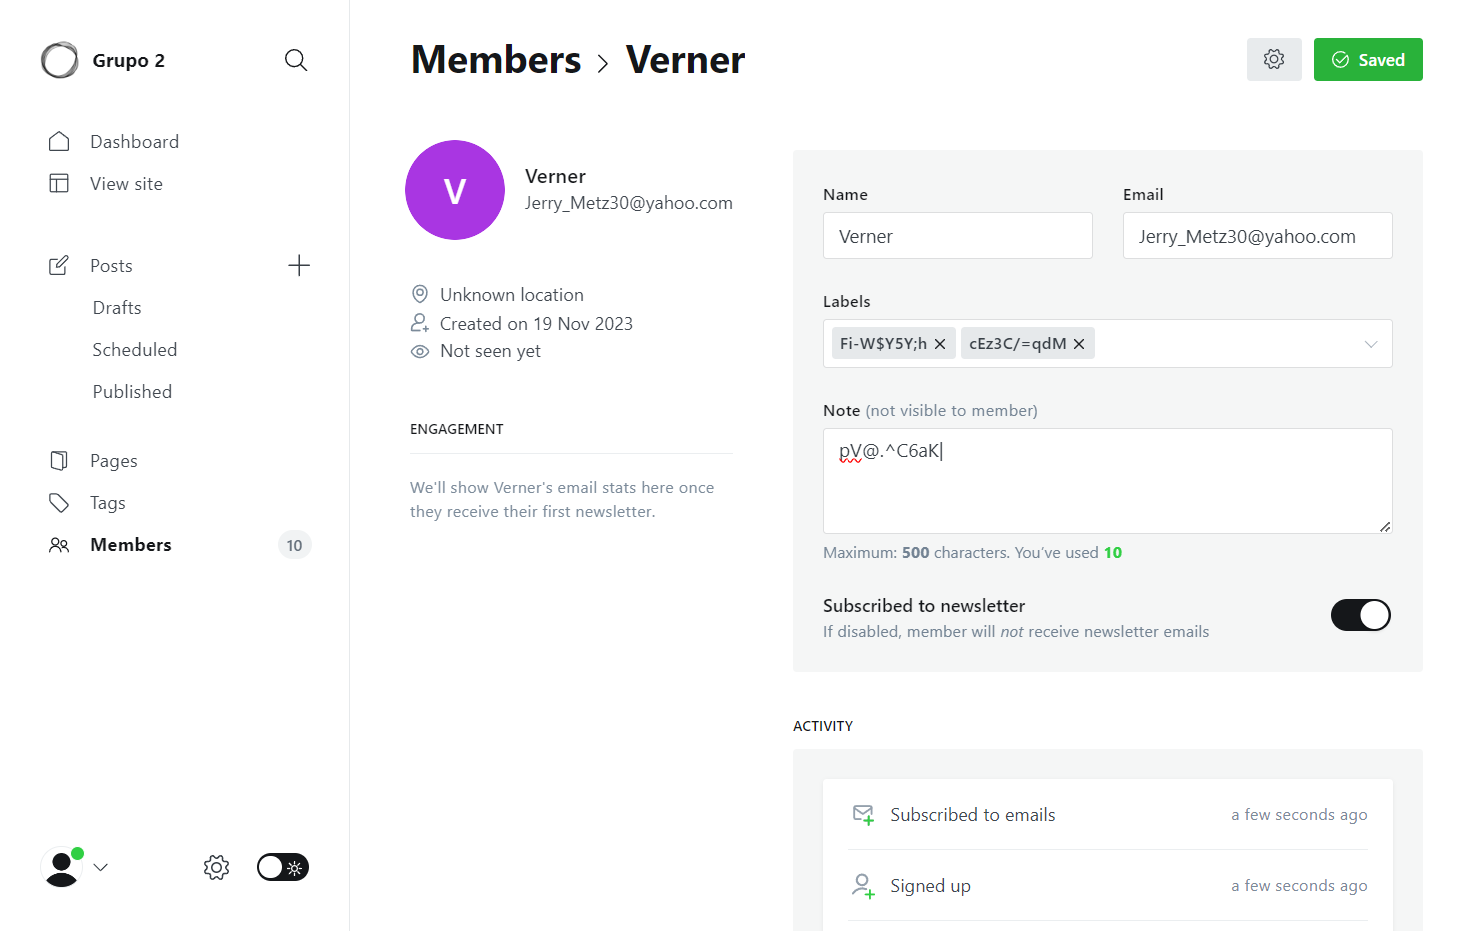 Grupo 2
Dashboard
View site
Posts
Drafts
Scheduled
Published
Pages
Tags
Members 10
Members > Verner
Saved
V
Verner
Jerry_Metz30@yahoo.com
Unknown location
Created on 19 Nov 2023
Not seen yet
ENGAGEMENT
We'll show Verner's email stats here once
they receive their first newsletter.
Name
Verner
Email
Jerry_Metz30@yahoo.com
Labels
Fi-W$Y5Y;h
cEz3C/=qdM
Note (not visible to member)
pV@.^C6aK
Maximum: 500 characters. You've used 10
Subscribed to newsletter
If disabled, member will not receive newsletter emails
ACTIVITY
Subscribed to emails a few seconds ago
Signed up a few seconds ago